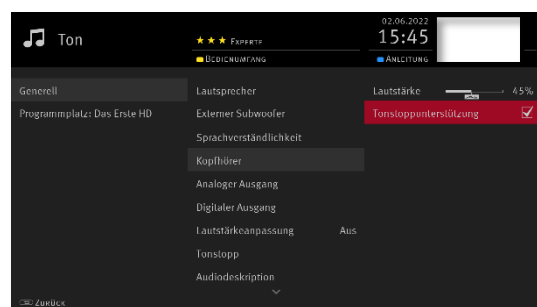 Ton
★★★ EXPERTE
BEDIENUMFANG
02.06.2022
15:45
ANLEITUNG
Generell
Programmplatz: Das Erste HD
Lautsprecher
Externer Subwoofer
Sprachverständlichkeit
Kopfhörer
Analoger Ausgang
Digitaler Ausgang
Lautstärkeanpassung Aus
Tonstopp
Audiodeskription
Lautstärke 45%
Tonstoppunterstützung
ZURÜCK